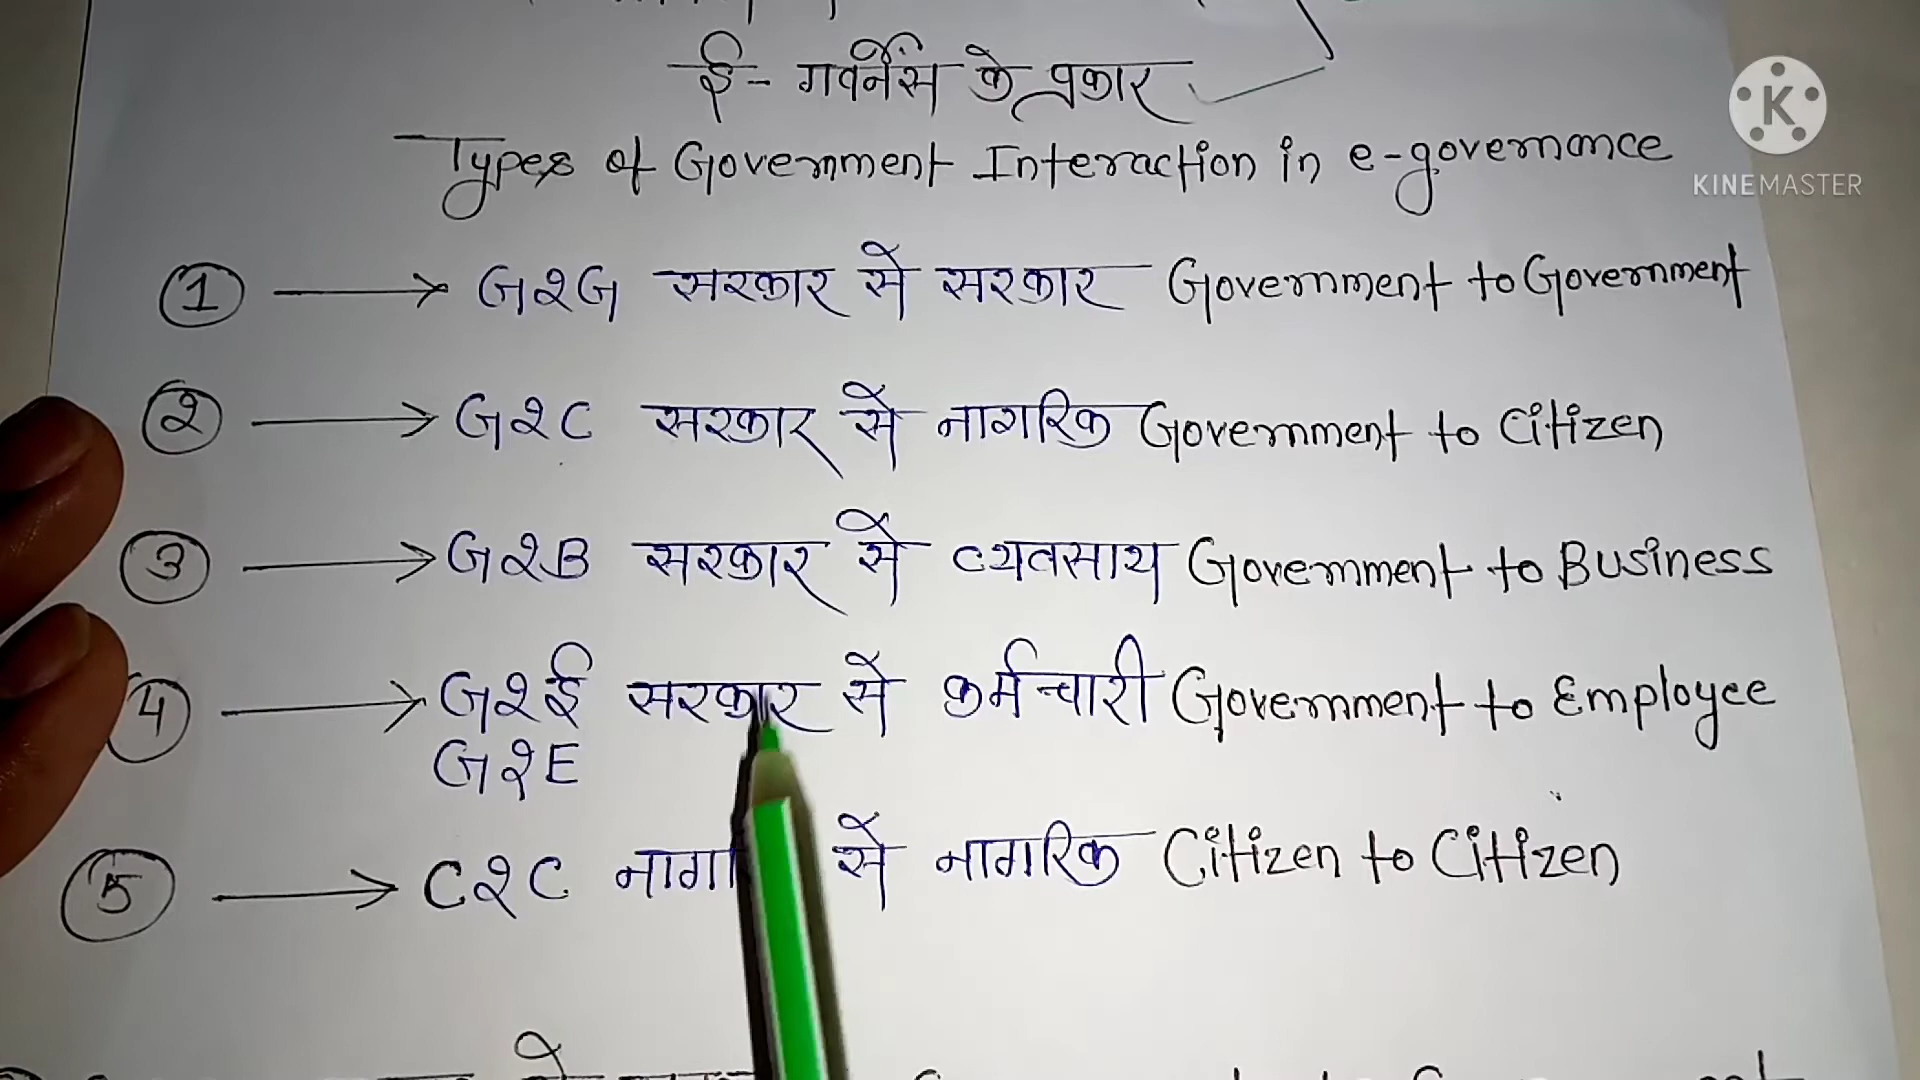 ई- गवर्नेंस के प्रकार
Types of Government Interaction in e-governance
K
KINEMASTER
1 → G2G सरकार से सरकार Government to Government
2 → G2C सरकार से नागरिक Government to Citizen
3 → G2B सरकार से व्यवसाय Government to Business
4 → G2ई सरकार से कर्मचारी Government to Employee
G2E
5 → C2C से नागरिक Citizen to Citizen